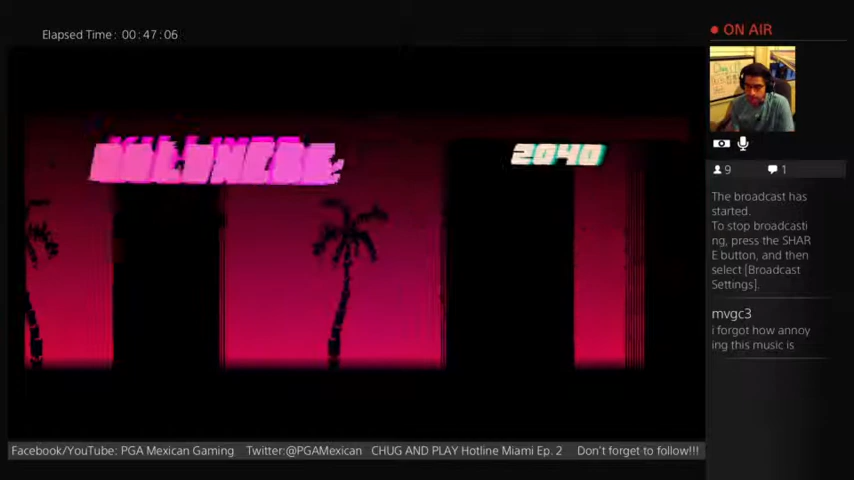 Elapsed Time : 00:47:06
ON AIR
2040
9
1
The broadcast has
started.
To stop broadcasti
ng, press the SHAR
E button, and then
select [Broadcast
Settings].
mvgc3
i forgot how annoy
ing this music is
Facebook/YouTube: PGA Mexican Gaming Twitter:@PGAMexican CHUG AND PLAY Hotline Miami Ep. 2 Don't forget to follow!!!